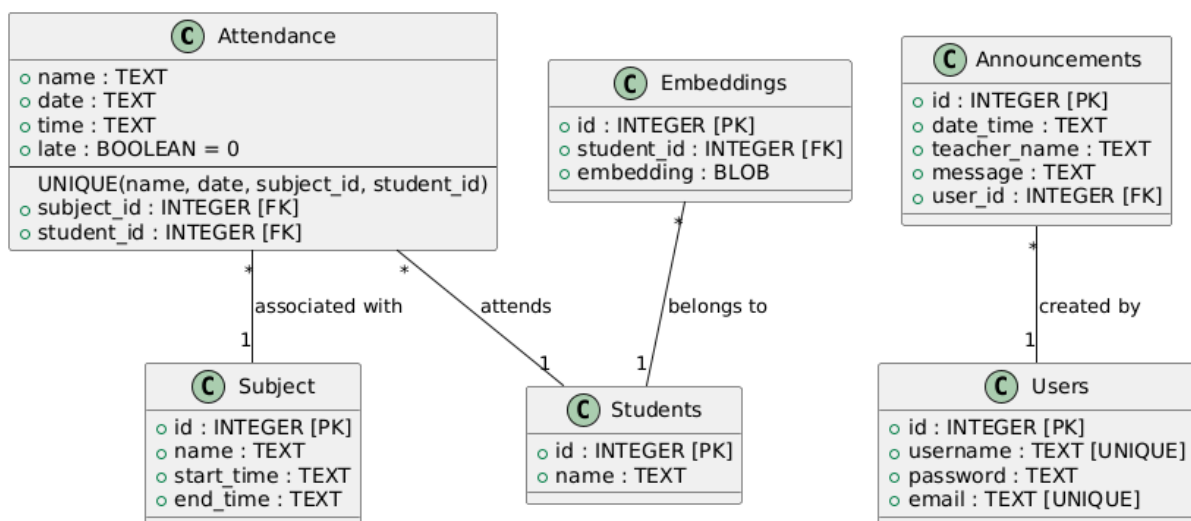 C Attendance
name : TEXT
date : TEXT
time : TEXT
late : BOOLEAN = 0
UNIQUE(name, date, subject_id, student_id)
subject_id : INTEGER [FK]
student_id : INTEGER [FK]
C Embeddings
id : INTEGER [PK]
student_id : INTEGER [FK]
embedding : BLOB
C Announcements
id : INTEGER [PK]
date_time : TEXT
teacher_name : TEXT
message : TEXT
user_id : INTEGER [FK]
*
associated with
1
*
attends
1
*
belongs to
1
*
created by
1
C Subject
id : INTEGER [PK]
name : TEXT
start_time : TEXT
end_time : TEXT
C Students
id : INTEGER [PK]
name : TEXT
C Users
id : INTEGER [PK]
username : TEXT [UNIQUE]
password : TEXT
email : TEXT [UNIQUE]